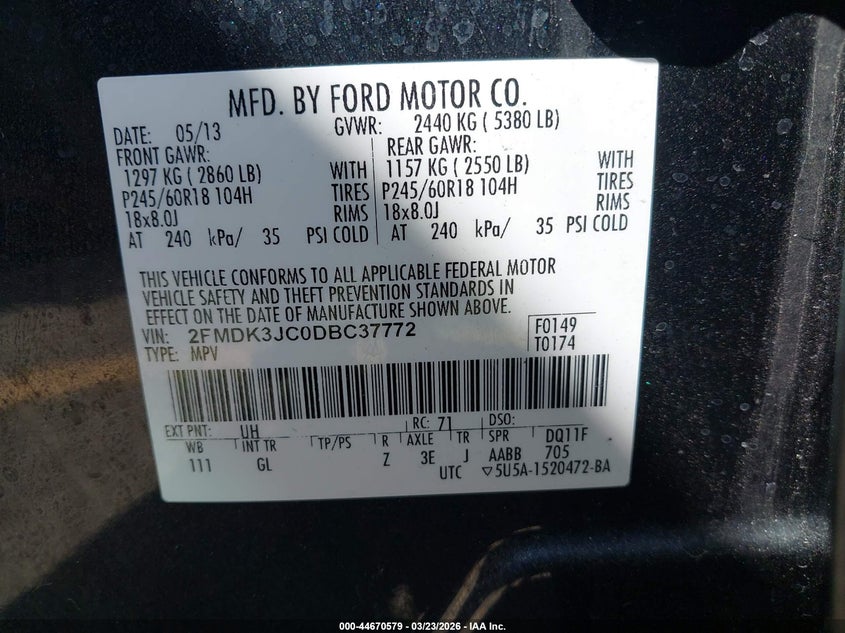 MFD. BY FORD MOTOR CO.
DATE: 05/13 GVWR: 2440 KG ( 5380 LB)
FRONT GAWR: REAR GAWR:
1297 KG ( 2860 LB) WITH 1157 KG ( 2550 LB) WITH
P245/60R18 104H TIRES P245/60R18 104H TIRES
18x8.0J RIMS 18x8.0J RIMS
AT 240 kPa/ 35 PSI COLD AT 240 kPa/ 35 PSI COLD
THIS VEHICLE CONFORMS TO ALL APPLICABLE FEDERAL MOTOR
VEHICLE SAFETY AND THEFT PREVENTION STANDARDS IN
EFFECT ON THE DATE OF MANUFACTURE SHOWN ABOVE.
VIN: 2FMDK3JC0DBC37772 F0149
TYPE: MPV T0174
EXT PNT: UH RC: 71 DSO:
WB INT TR TP/PS R AXLE TR SPR DQ11F
111 GL Z 3E J AABB 705
UTC ▽5U5A-1520472-BA
000-44670579 - 03/23/2026 - IAA Inc.